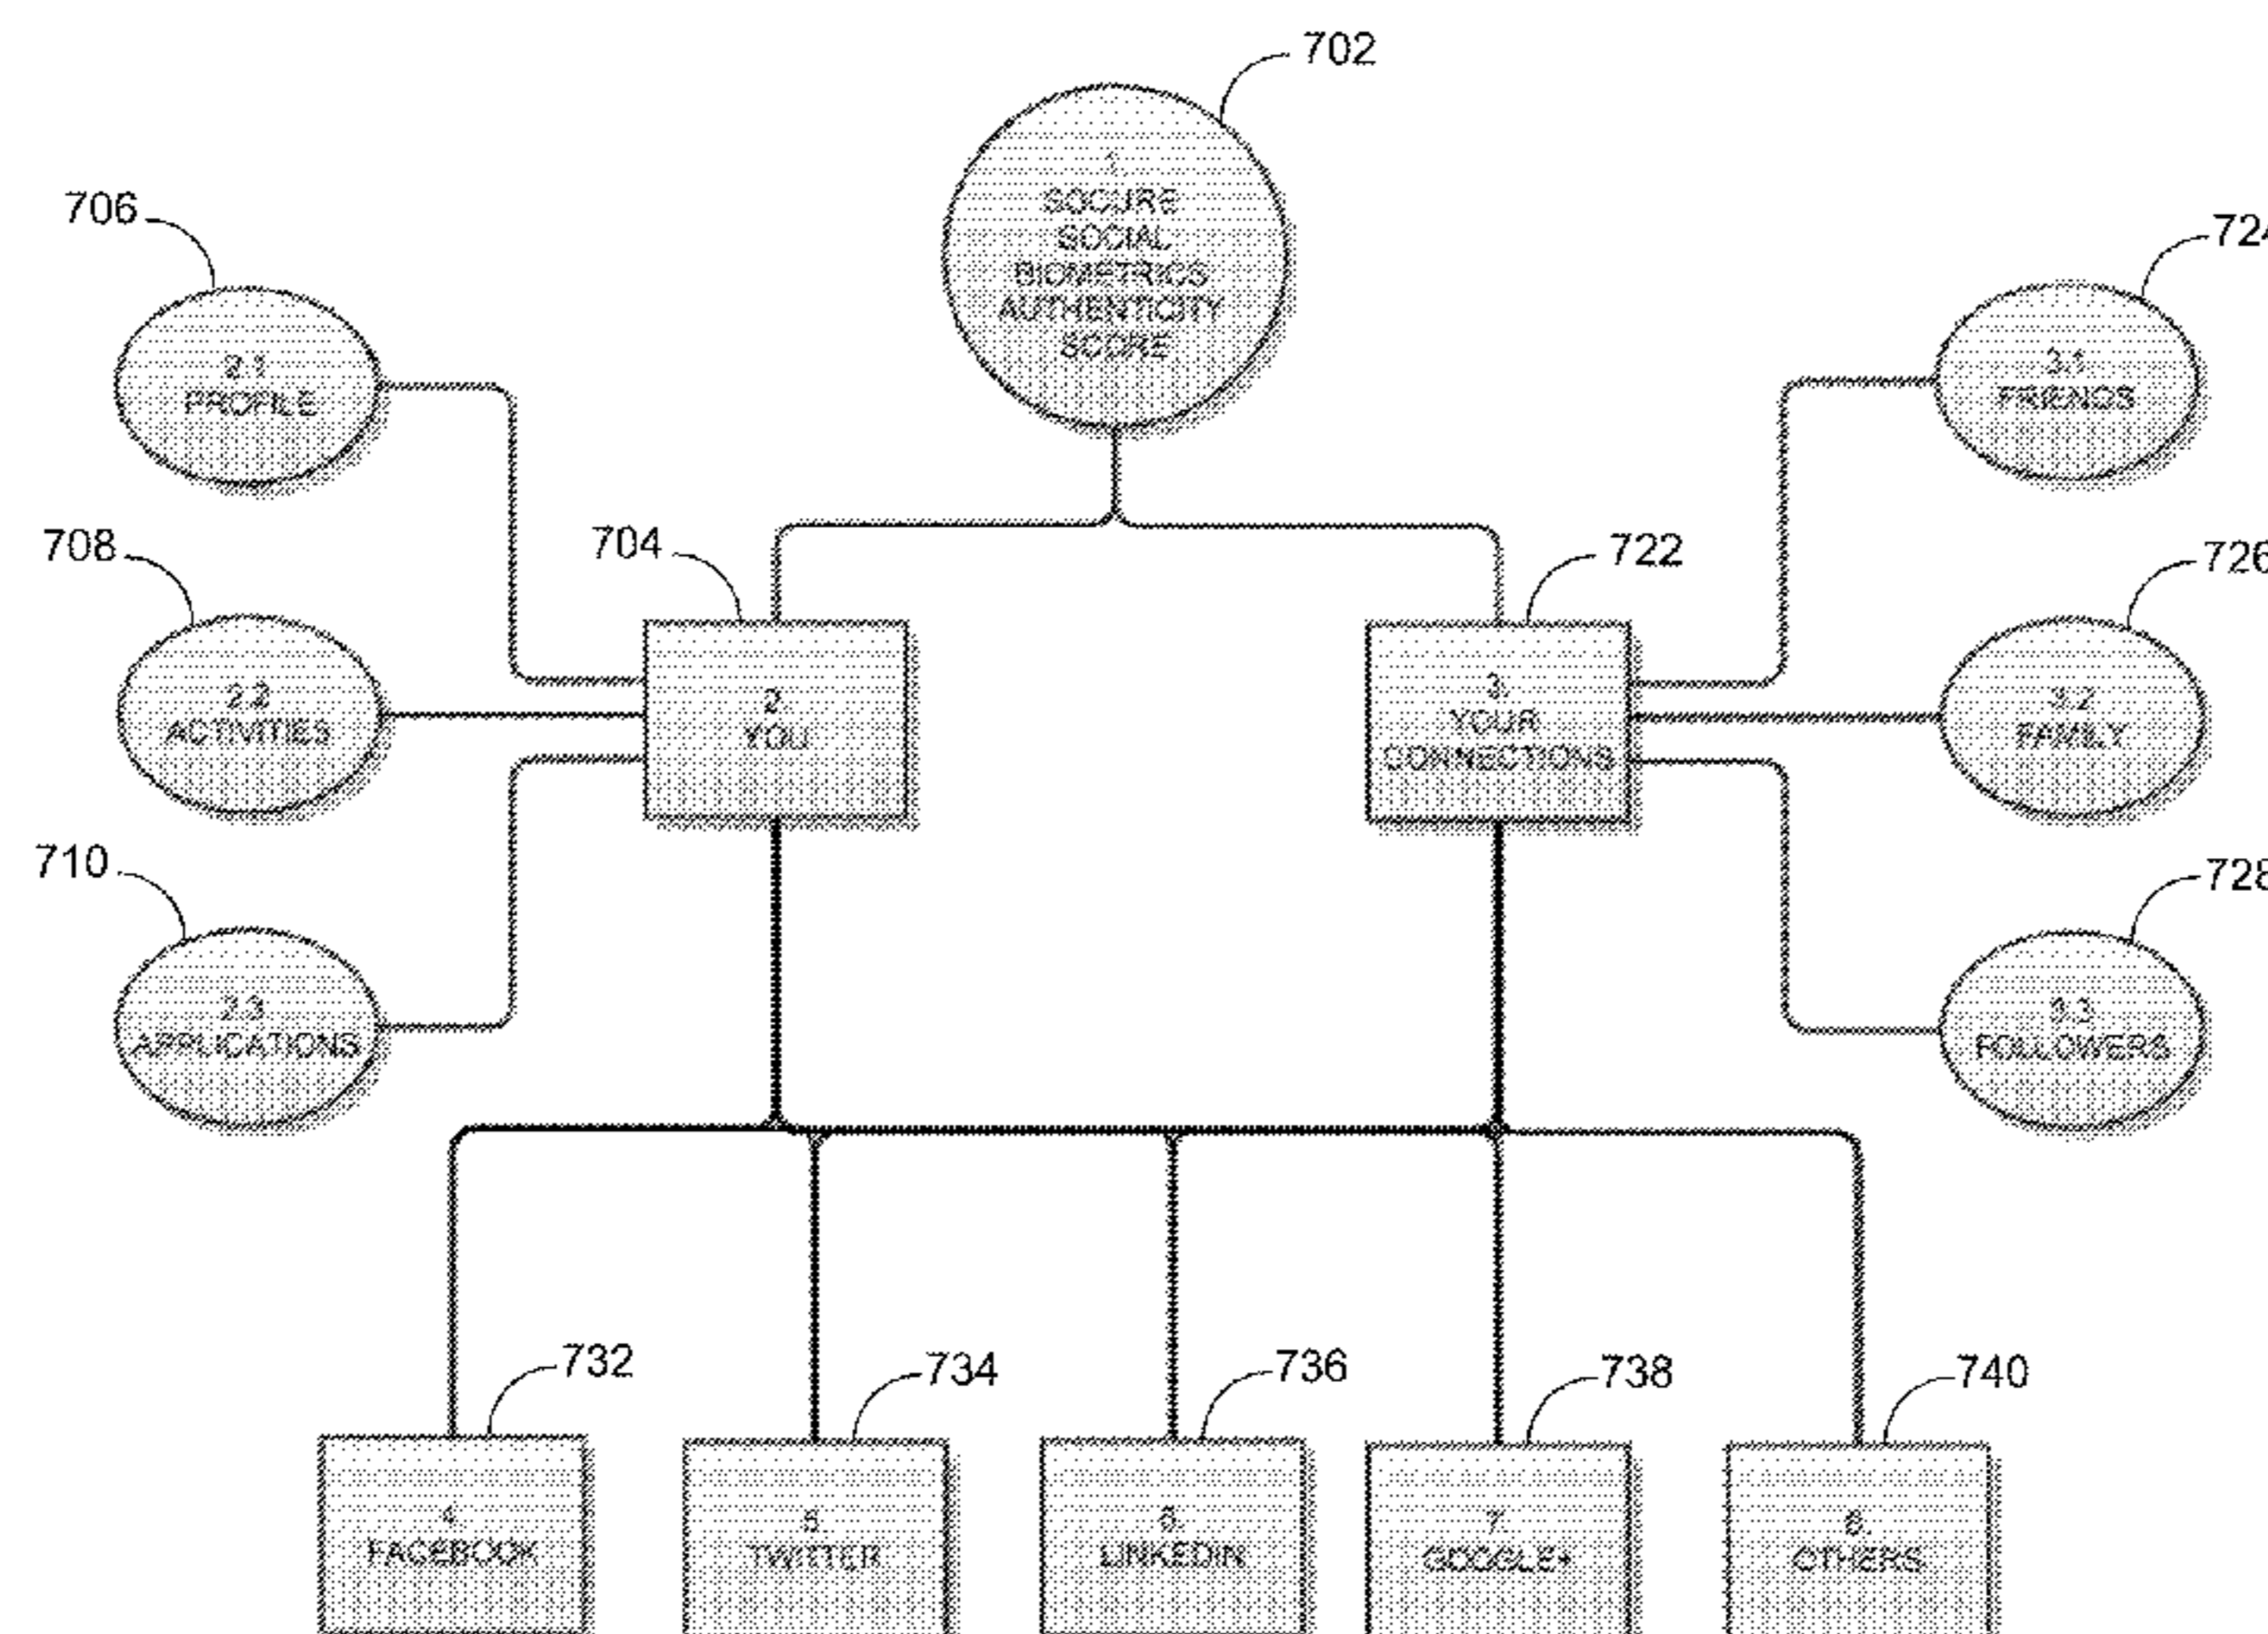 702
1.
SOCURE
SOCIAL
BIOMETRICS
AUTHENTICITY
SCORE
706
2.1
PROFILE
724
3.1
FRIENDS
708
2.2
ACTIVITIES
704
2.
YOU
722
3.
YOUR
CONNECTIONS
726
3.2
FAMILY
710
2.3
APPLICATIONS
728
3.3
FOLLOWERS
732
4.
FACEBOOK
734
5.
TWITTER
736
6.
LINKEDIN
738
7.
GOOGLE+
740
8.
OTHERS